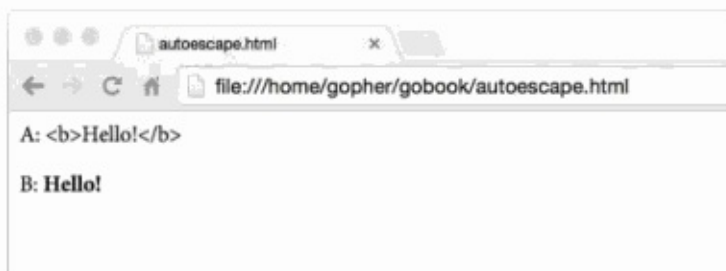 autoescape.html
file:///home/gopher/gobook/autoescape.html
A: <b>Hello!</b>
B: Hello!